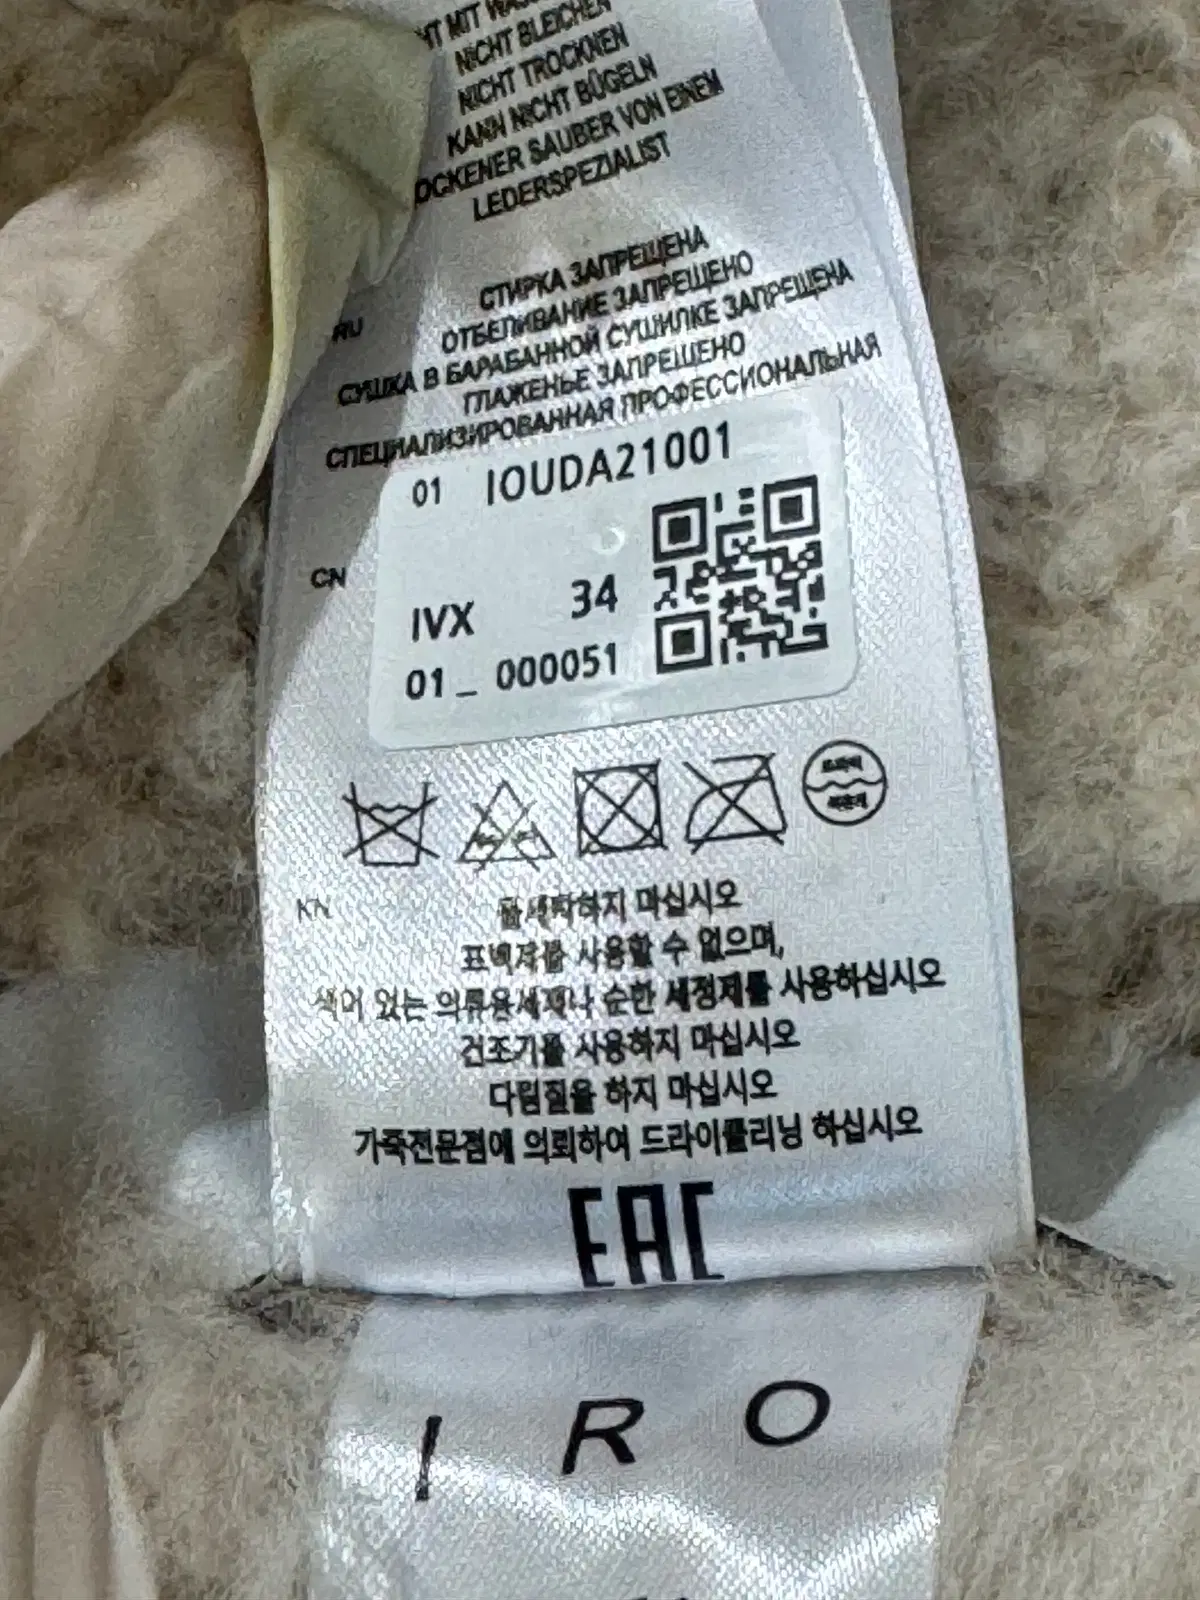 NICHT BLEICHEN
NICHT TROCKNEN
KANN NICHT BÜGELN
OCKENER SAUBER VON EINEM
LEDERSPEZIALIST
RU
СТИРКА ЗАПРЕЩЕНА
ОТБЕЛИВАНИЕ ЗАПРЕЩЕНО
СУШКА В БАРАБАННОЙ СУШИЛКЕ ЗАПРЕЩЕНА
ГЛАЖЕНЬЕ ЗАПРЕЩЕНО
СПЕЦИАЛИЗИРОВАННАЯ ПРОФЕССИОНАЛЬНАЯ
01 IOUDA21001
CN
IVX 34
01_ 000051
KN
물세탁하지 마십시오
표백제를 사용할 수 없으며,
색이 있는 의류용세제나 순한 세정제를 사용하십시오
건조기를 사용하지 마십시오
다림질을 하지 마십시오
가죽전문점에 의뢰하여 드라이클리닝 하십시오
EAC
IRO